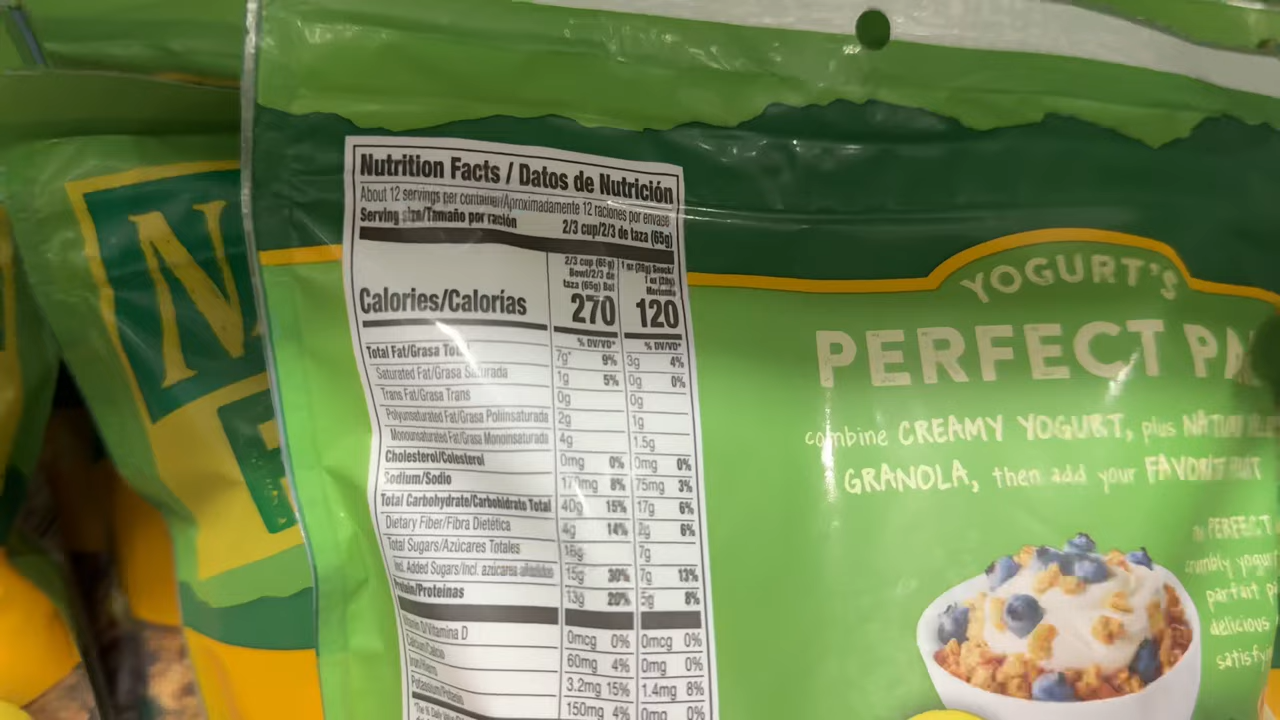 Nutrition Facts / Datos de Nutrición
About 12 servings per container/Aproximadamente 12 raciones por envase
Serving size/Tamaño por ración 2/3 cup/2/3 de taza (65g)
2/3 cup (65g) Bowl/2/3 de taza (65g) Bol
1 oz (28g) Snack/ 1 oz (28g)
Calories/Calorías 270 120
% DV/VD* % DV/VD*
Total Fat/Grasa 7g* 9% 3g 4%
Saturated Fat/Grasa Saturada 1g 5% 0g 0%
Trans Fat/Grasa Trans 0g 0g
Polyunsaturated Fat/Grasa Poliinsaturada 2g 1g
Monounsaturated Fat/Grasa Monoinsaturada 4g 1.5g
Cholesterol/Colesterol 0mg 0% 0mg 0%
Sodium/Sodio 170mg 8% 75mg 3%
Total Carbohydrate/Carbohidrato Total 40g 15% 17g 6%
Dietary Fiber/Fibra Dietética 4g 14% 2g 6%
Total Sugars/Azúcares Totales 7g
Incl. Added Sugars/Incl. azúcares 15g 30% 7g 13%
Protein/Proteínas 13g 20% 5g 8%
Vitamin D/Vitamina D 0mcg 0% 0mcg 0%
Calcium/Calcio 60mg 4% 0mg 0%
Iron/Hierro 3.2mg 15% 1.4mg 8%
Potassium/Potasio 150mg 4% 0mg 0%
YOGURT'S
PERFECT PA
combine CREAMY YOGURT, plus
GRANOLA, then add your FAVORITE FRUIT
PERFECT
crumbly yogur
parfait p
delicious
satisfy
N